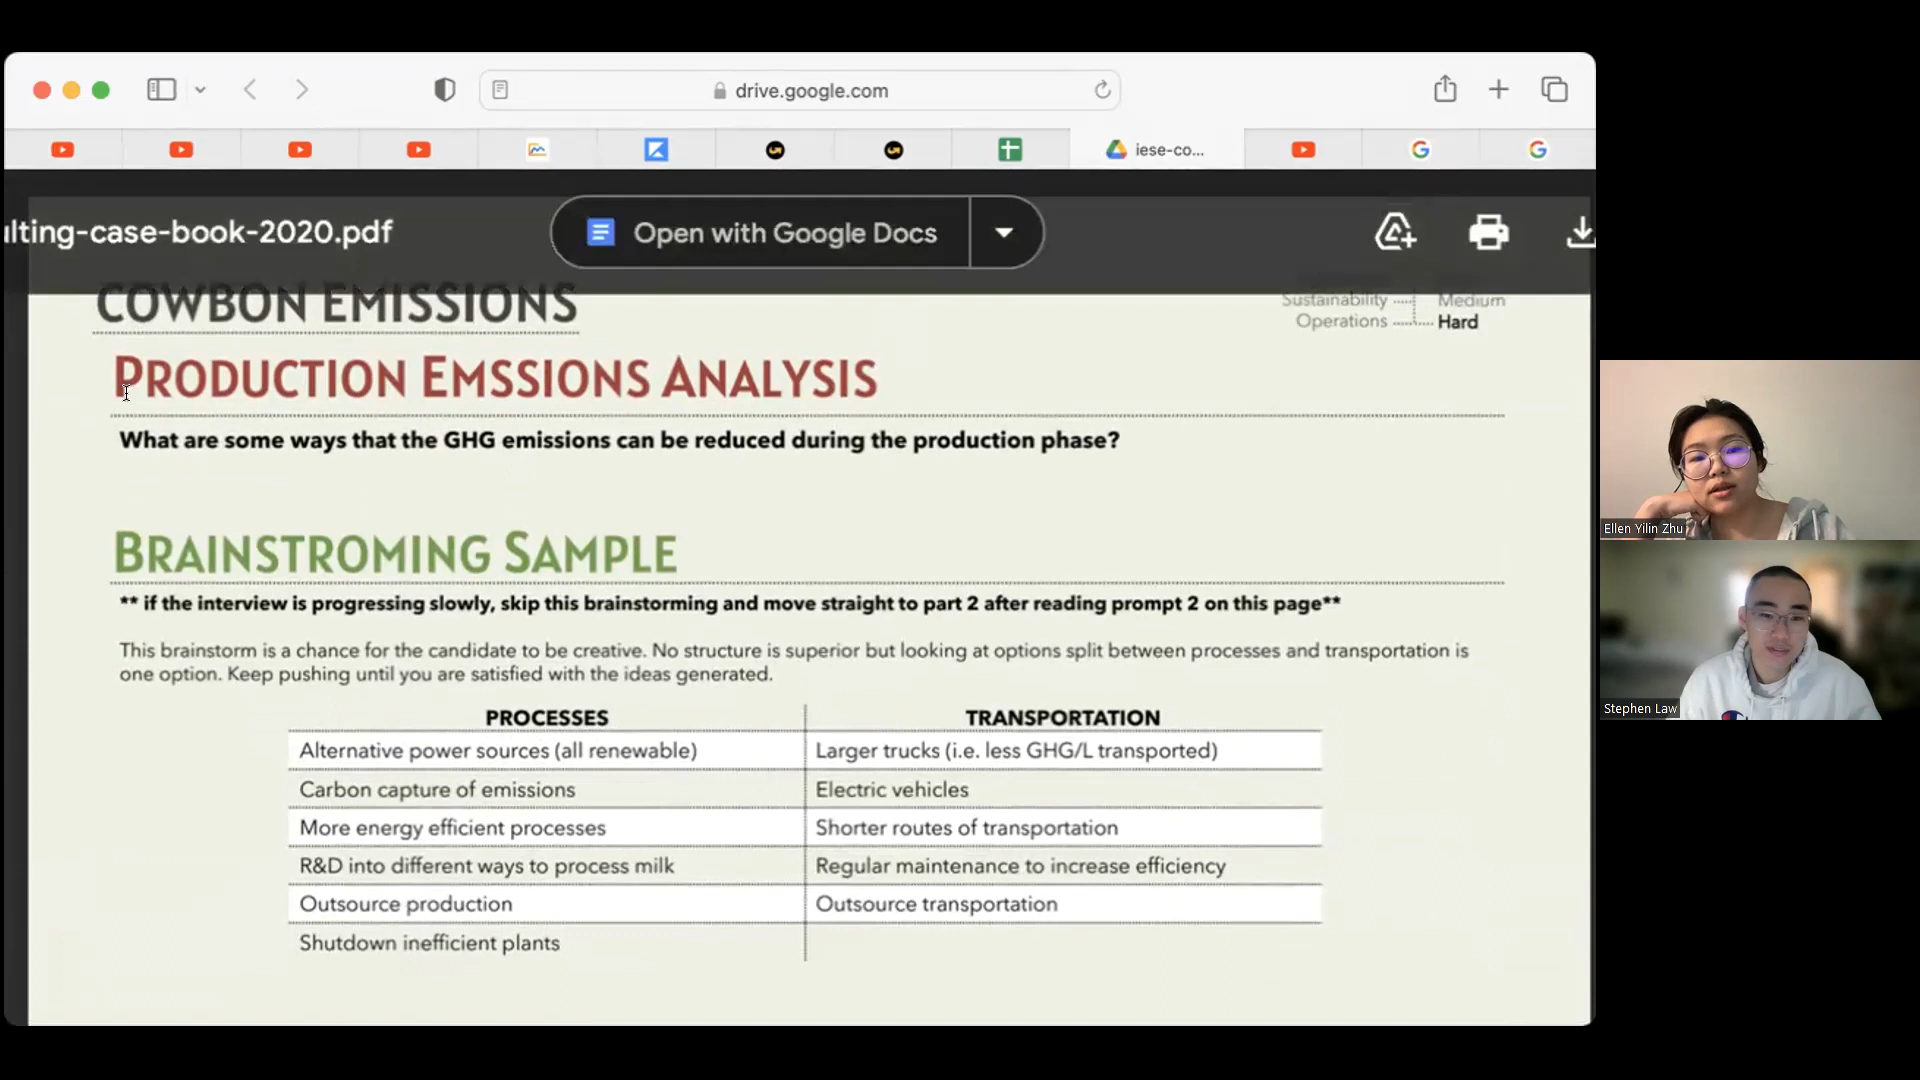 drive.google.com
iese-co...
ulting-case-book-2020.pdf
Open with Google Docs
COWBON EMISSIONS
Sustainability
Medium
Operations
Hard
PRODUCTION EMSSIONS ANALYSIS
What are some ways that the GHG emissions can be reduced during the production phase?
BRAINSTROMING SAMPLE
** if the interview is progressing slowly, skip this brainstorming and move straight to part 2 after reading prompt 2 on this page**
This brainstorm is a chance for the candidate to be creative. No structure is superior but looking at options split between processes and transportation is
one option. Keep pushing until you are satisfied with the ideas generated.
PROCESSES
TRANSPORTATION
Alternative power sources (all renewable)
Larger trucks (i.e. less GHG/L transported)
Carbon capture of emissions
Electric vehicles
More energy efficient processes
Shorter routes of transportation
R&D into different ways to process milk
Regular maintenance to increase efficiency
Outsource production
Outsource transportation
Shutdown inefficient plants
Ellen Yilin Zhu
Stephen Law